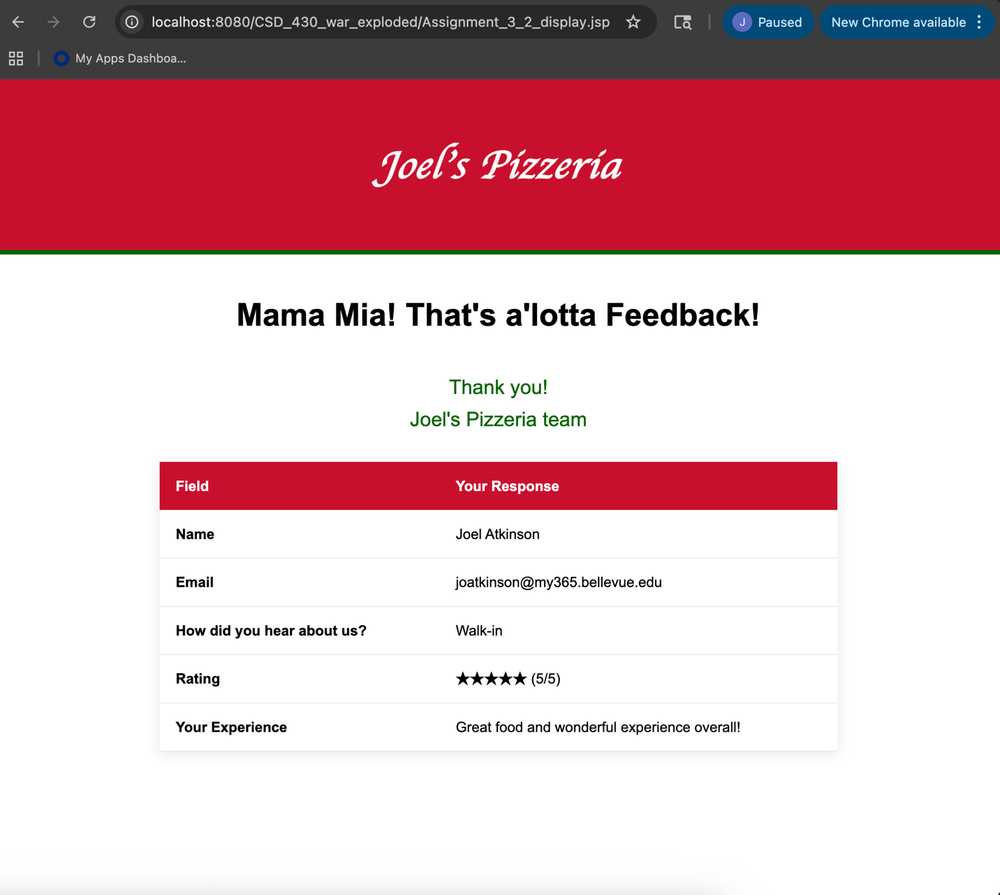 localhost:8080/CSD_430_war_exploded/Assignment_3_2_display.jsp
J Paused
New Chrome available
My Apps Dashboa...
Joel's Pizzeria
Mama Mia! That's a'lotta Feedback!
Thank you!
Joel's Pizzeria team
Field Your Response
Name Joel Atkinson
Email joatkinson@my365.bellevue.edu
How did you hear about us? Walk-in
Rating ★★★★★ (5/5)
Your Experience Great food and wonderful experience overall!